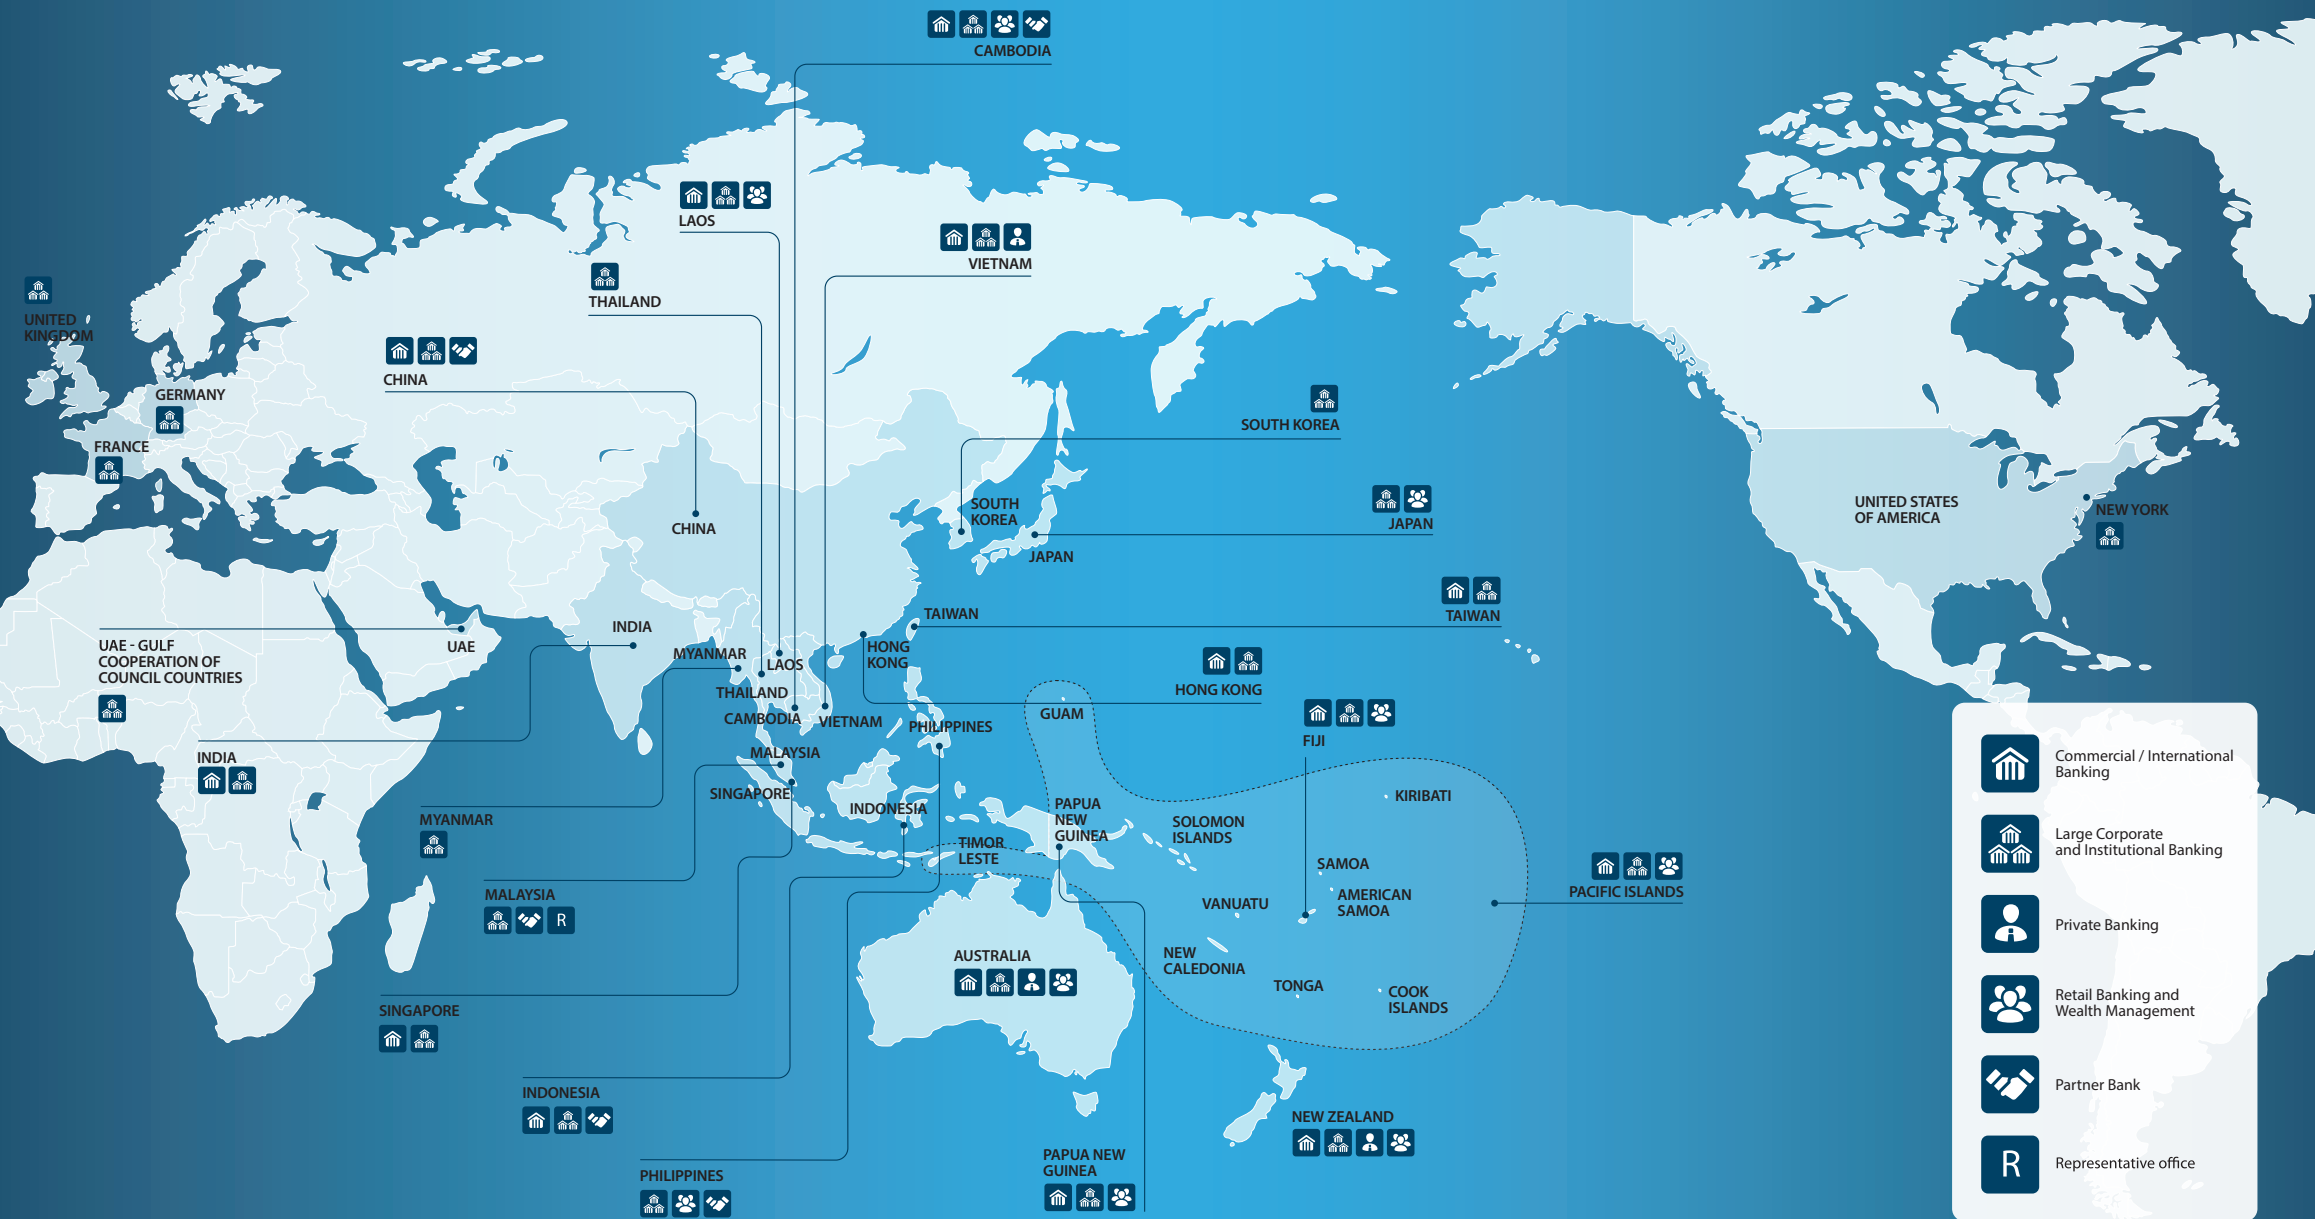 CAMBODIA
LAOS
VIETNAM
THAILAND
UNITED
KINGDOM
CHINA
GERMANY
FRANCE
SOUTH KOREA
SOUTH
KOREA
CHINA
JAPAN
JAPAN
UNITED STATES
OF AMERICA
NEW YORK
TAIWAN
TAIWAN
INDIA
UAE
UAE - GULF
COOPERATION OF
COUNCIL COUNTRIES
MYANMAR
LAOS
HONG
KONG
HONG KONG
THAILAND
CAMBODIA
VIETNAM
PHILIPPINES
GUAM
FIJI
INDIA
MALAYSIA
SINGAPORE
INDONESIA
MYANMAR
PAPUA
NEW
GUINEA
SOLOMON
ISLANDS
KIRIBATI
TIMOR
LESTE
SAMOA
AMERICAN
SAMOA
VANUATU
PACIFIC ISLANDS
MALAYSIA
R
AUSTRALIA
NEW
CALEDONIA
TONGA
COOK
ISLANDS
SINGAPORE
INDONESIA
NEW ZEALAND
PHILIPPINES
PAPUA NEW
GUINEA
Commercial / International
Banking
Large Corporate
and Institutional Banking
Private Banking
Retail Banking and
Wealth Management
Partner Bank
R
Representative office